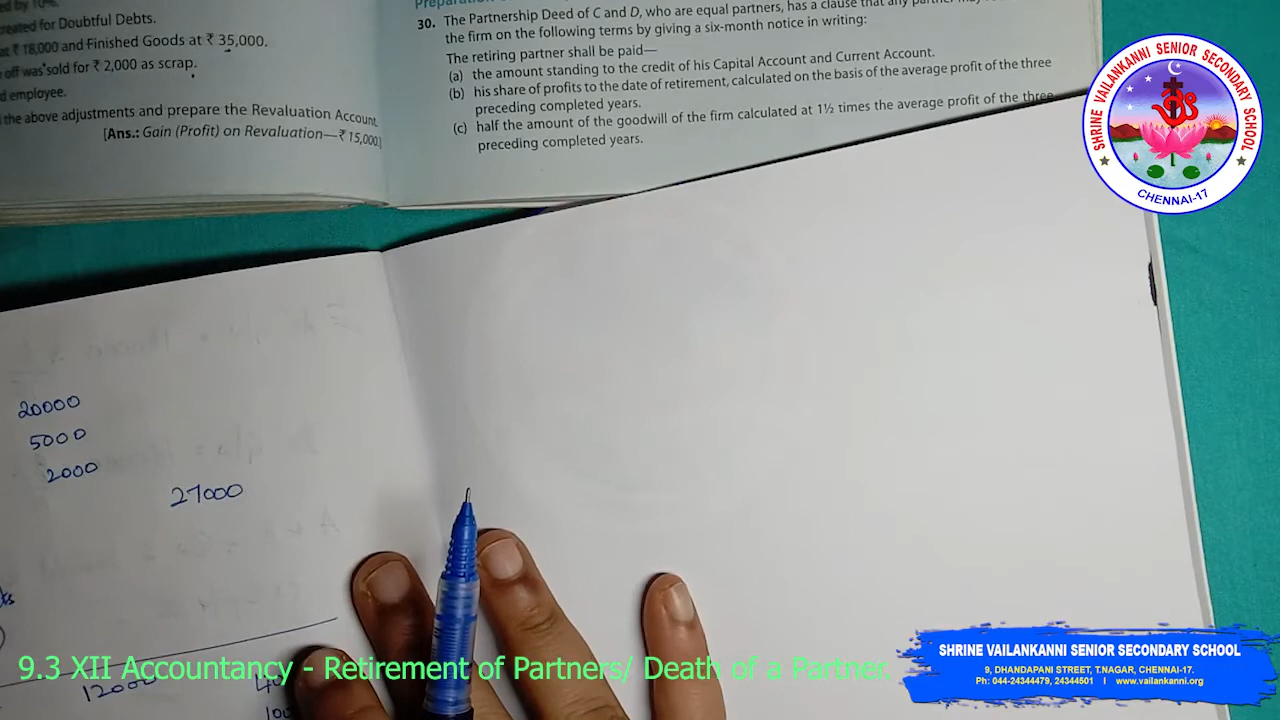 ed by 10%.
created for Doubtful Debts.
at ₹ 18,000 and Finished Goods at ₹ 35,000.
off was sold for ₹ 2,000 as scrap.
d employee.
the above adjustments and prepare the Revaluation Account.
[Ans.: Gain (Profit) on Revaluation—₹ 15,000.]
30. The Partnership Deed of C and D, who are equal partners, has a clause that any partner may
the firm on the following terms by giving a six-month notice in writing:
The retiring partner shall be paid—
(a) the amount standing to the credit of his Capital Account and Current Account.
(b) his share of profits to the date of retirement, calculated on the basis of the average profit of the three
preceding completed years.
(c) half the amount of the goodwill of the firm calculated at 1½ times the average profit of the three
preceding completed years.
20000
5000
2000
27000
12000
SHRINE VAILANKANNI SENIOR SECONDARY SCHOOL
CHENNAI-17
9.3 XII Accountancy - Retirement of Partners/ Death of a Partner.
SHRINE VAILANKANNI SENIOR SECONDARY SCHOOL
9, DHANDAPANI STREET, T.NAGAR, CHENNAI-17.
Ph: 044-24344479, 24344501 I www.vailankanni.org